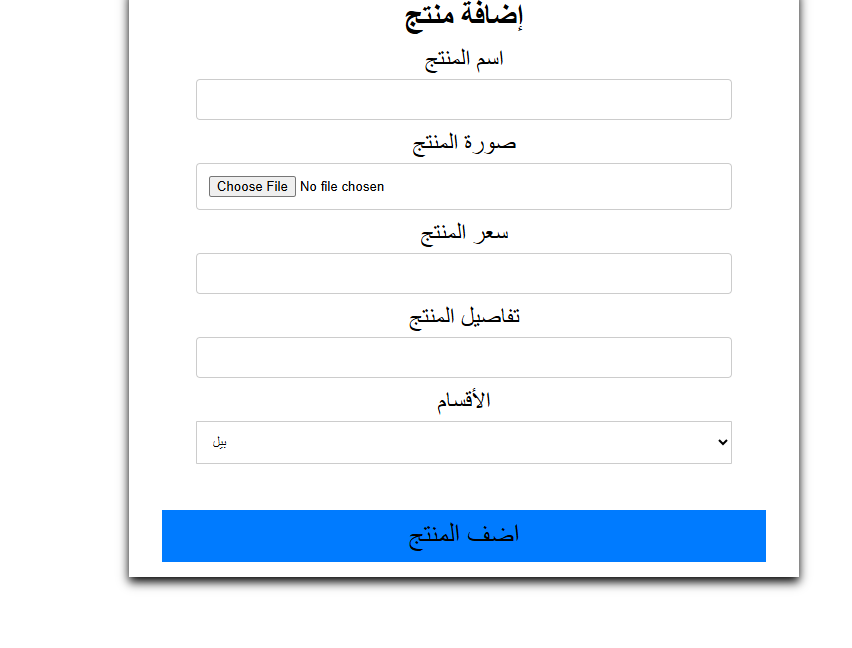 إضافة منتج
اسم المنتج
صورة المنتج
Choose File No file chosen
سعر المنتج
تفاصيل المنتج
الأقسام
بيل
اضف المنتج